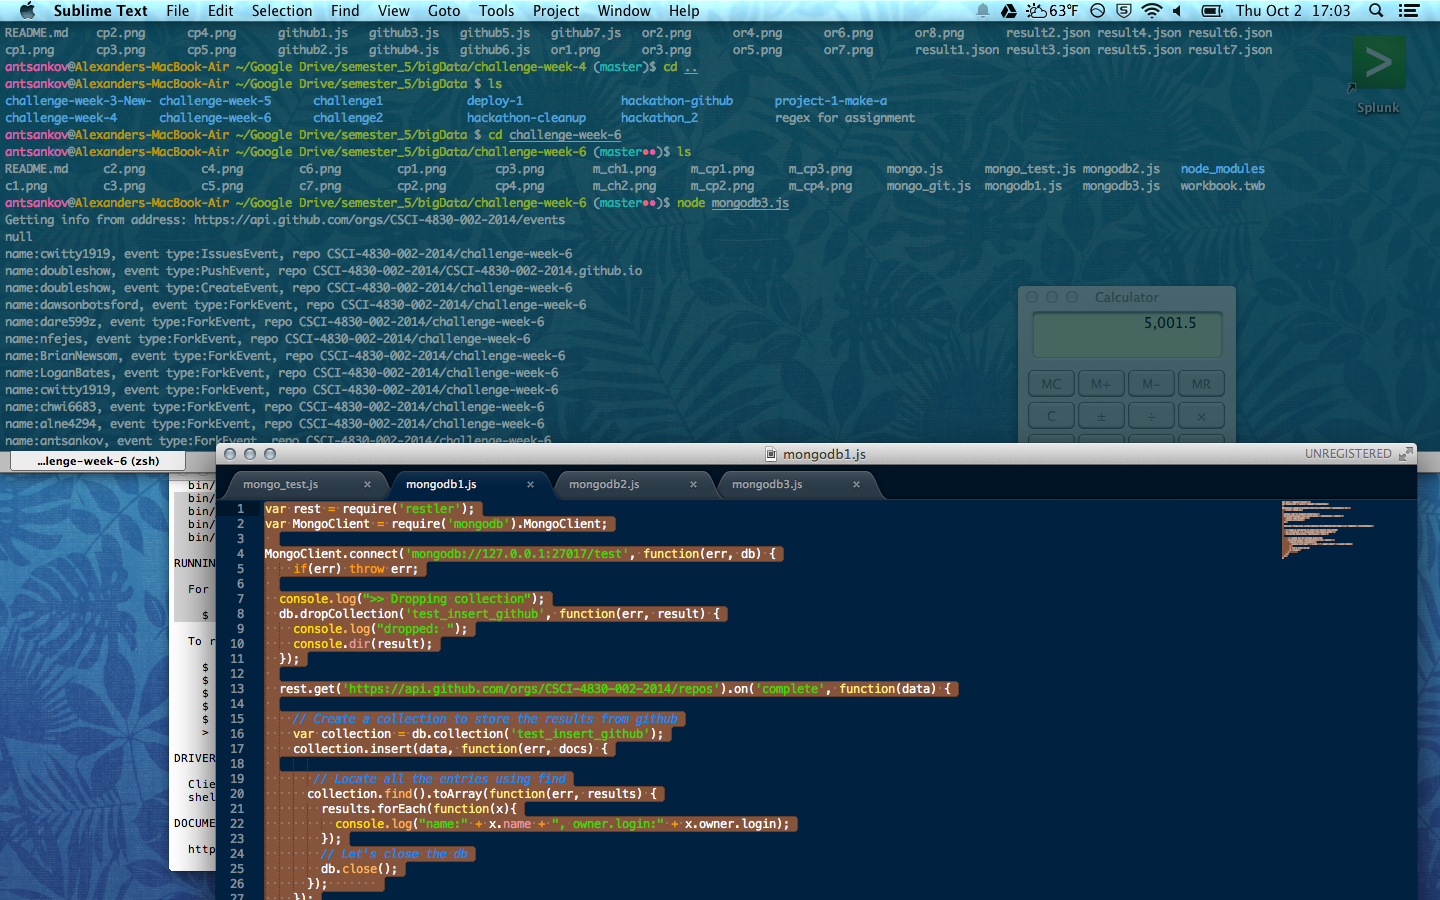 Sublime Text File Edit Selection Find View Goto Tools Project Window Help 63°F Thu Oct 2 17:03
README.md cp2.png cp4.png github1.js github3.js github5.js github7.js or2.png or4.png or6.png or8.png result2.json result4.json result6.json
cp1.png cp3.png cp5.png github2.js github4.js github6.js or1.png or3.png or5.png or7.png result1.json result3.json result5.json result7.json
antsankov@Alexanders-MacBook-Air ~/Google Drive/semester_5/bigData/challenge-week-4 (master)$ cd ..
antsankov@Alexanders-MacBook-Air ~/Google Drive/semester_5/bigData $ ls
challenge-week-3-New- challenge-week-5 challenge1 deploy-1 hackathon-github project-1-make-a
challenge-week-4 challenge-week-6 challenge2 hackathon-cleanup hackathon_2 regex for assignment
antsankov@Alexanders-MacBook-Air ~/Google Drive/semester_5/bigData $ cd challenge-week-6
antsankov@Alexanders-MacBook-Air ~/Google Drive/semester_5/bigData/challenge-week-6 (master●●)$ ls
README.md c2.png c4.png c6.png cp1.png cp3.png m_ch1.png m_cp1.png m_cp3.png mongo.js mongo_test.js mongodb2.js node_modules
c1.png c3.png c5.png c7.png cp2.png cp4.png m_ch2.png m_cp2.png m_cp4.png mongo_git.js mongodb1.js mongodb3.js workbook.twb
antsankov@Alexanders-MacBook-Air ~/Google Drive/semester_5/bigData/challenge-week-6 (master●●)$ node mongodb3.js
Getting info from address: https://api.github.com/orgs/CSCI-4830-002-2014/events
null
name:cwitty1919, event type:IssuesEvent, repo CSCI-4830-002-2014/challenge-week-6
name:doubleshow, event type:PushEvent, repo CSCI-4830-002-2014/CSCI-4830-002-2014.github.io
name:doubleshow, event type:CreateEvent, repo CSCI-4830-002-2014/challenge-week-6
name:dawsonbotsford, event type:ForkEvent, repo CSCI-4830-002-2014/challenge-week-6
name:dare599z, event type:ForkEvent, repo CSCI-4830-002-2014/challenge-week-6
name:nfejes, event type:ForkEvent, repo CSCI-4830-002-2014/challenge-week-6
name:BrianNewsom, event type:ForkEvent, repo CSCI-4830-002-2014/challenge-week-6
name:LoganBates, event type:ForkEvent, repo CSCI-4830-002-2014/challenge-week-6
name:cwitty1919, event type:ForkEvent, repo CSCI-4830-002-2014/challenge-week-6
name:chwi6683, event type:ForkEvent, repo CSCI-4830-002-2014/challenge-week-6
name:alne4294, event type:ForkEvent, repo CSCI-4830-002-2014/challenge-week-6
name:antsankov, event type:ForkEvent, repo CSCI-4830-002-2014/challenge-week-6
Splunk
Calculator
5,001.5
MC M+ M- MR
C ± ÷ ×
...lenge-week-6 (zsh)
bin/
bin/
bin/
bin/
bin/
RUNNIN
For
$
To r
$
$
$
$
$
>
DRIVER
Clie
shel
DOCUME
http
mongodb1.js UNREGISTERED
mongo_test.js × mongodb1.js × mongodb2.js × mongodb3.js ×
1 var rest = require('restler');
2 var MongoClient = require('mongodb').MongoClient;
3
4 MongoClient.connect('mongodb://127.0.0.1:27017/test', function(err, db) {
5 if(err) throw err;
6
7 console.log(">> Dropping collection");
8 db.dropCollection('test_insert_github', function(err, result) {
9 console.log("dropped: ");
10 console.dir(result);
11 });
12
13 rest.get('https://api.github.com/orgs/CSCI-4830-002-2014/repos').on('complete', function(data) {
14
15 // Create a collection to store the results from github
16 var collection = db.collection('test_insert_github');
17 collection.insert(data, function(err, docs) {
18
19 // Locate all the entries using find
20 collection.find().toArray(function(err, results) {
21 results.forEach(function(x){
22 console.log("name:" + x.name + ", owner.login:" + x.owner.login);
23 });
24 // Let's close the db
25 db.close();
26 });
27 });